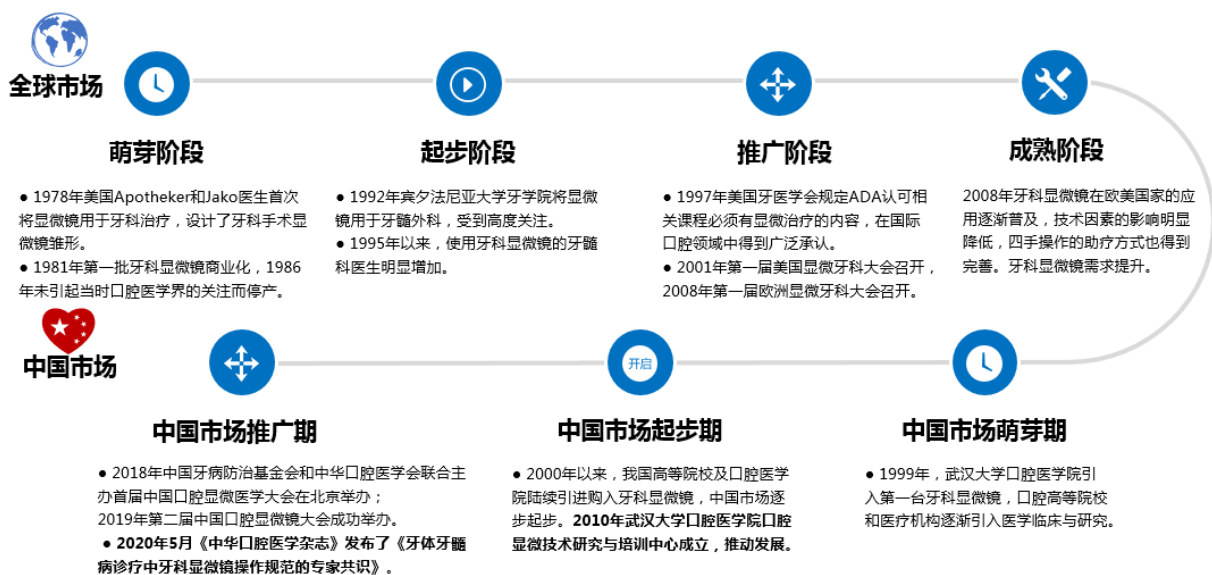 全球市场
萌芽阶段
● 1978年美国Apotheker和Jako医生首次
将显微镜用于牙科治疗，设计了牙科手术显
微镜雏形。
● 1981年第一批牙科显微镜商业化，1986
年未引起当时口腔医学界的关注而停产。
起步阶段
● 1992年宾夕法尼亚大学牙学院将显微
镜用于牙髓外科，受到高度关注。
● 1995年以来，使用牙科显微镜的牙髓
科医生明显增加。
推广阶段
● 1997年美国牙医学会规定ADA认可相
关课程必须有显微治疗的内容，在国际
口腔领域中得到广泛承认。
● 2001年第一届美国显微牙科大会召开，
2008年第一届欧洲显微牙科大会召开。
成熟阶段
2008年牙科显微镜在欧美国家的应
用逐渐普及，技术因素的影响明显
降低，四手操作的助疗方式也得到
完善。牙科显微镜需求提升。
中国市场
中国市场推广期
● 2018年中国牙病防治基金会和中华口腔医学会联合主
办首届中国口腔显微医学大会在北京举办；
2019年第二届中国口腔显微镜大会成功举办。
● 2020年5月《中华口腔医学杂志》发布了《牙体牙髓
病诊疗中牙科显微镜操作规范的专家共识》。
开启
中国市场起步期
● 2000年以来，我国高等院校及口腔医学
院陆续引进购入牙科显微镜，中国市场逐
步起步。2010年武汉大学口腔医学院口腔
显微技术研究与培训中心成立，推动发展。
中国市场萌芽期
● 1999年，武汉大学口腔医学院引
入第一台牙科显微镜，口腔高等院校
和医疗机构逐渐引入医学临床与研究。